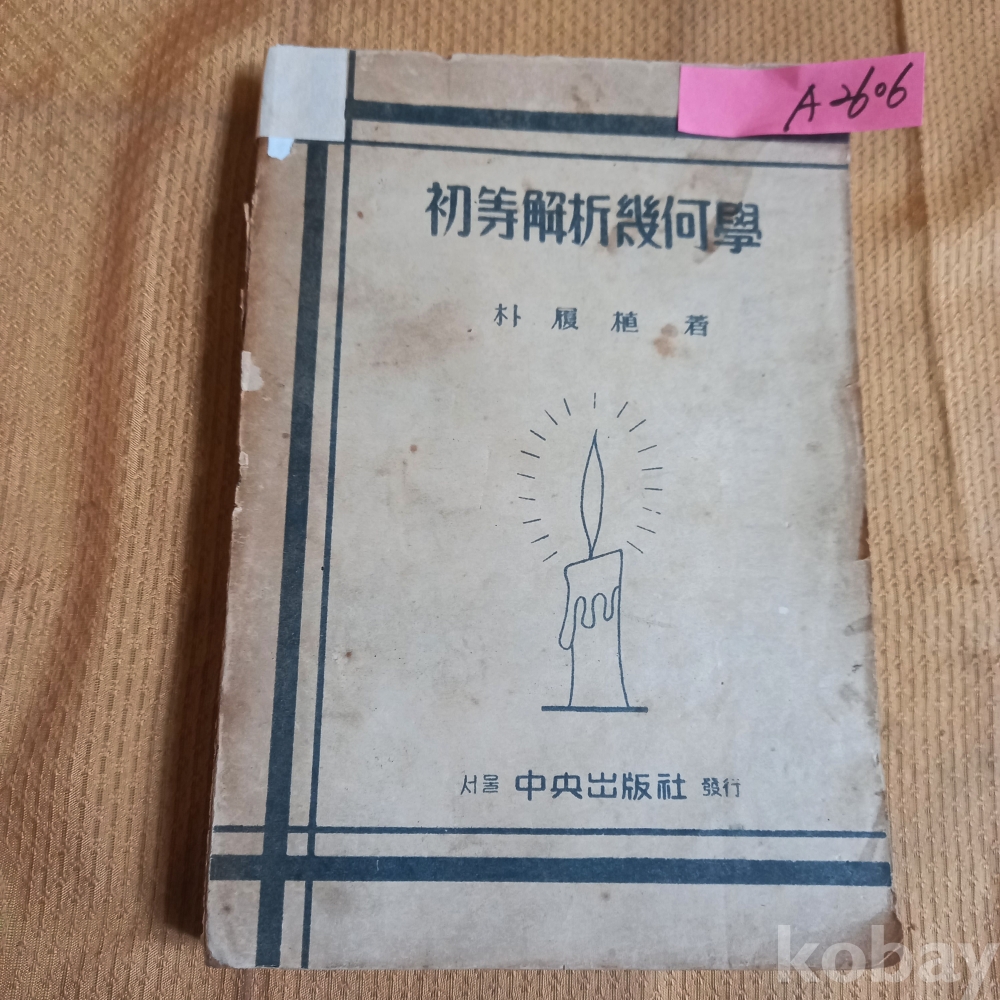 A2606
初等解析幾何學
朴履植 著
서울 中央出版社 發行
kobay